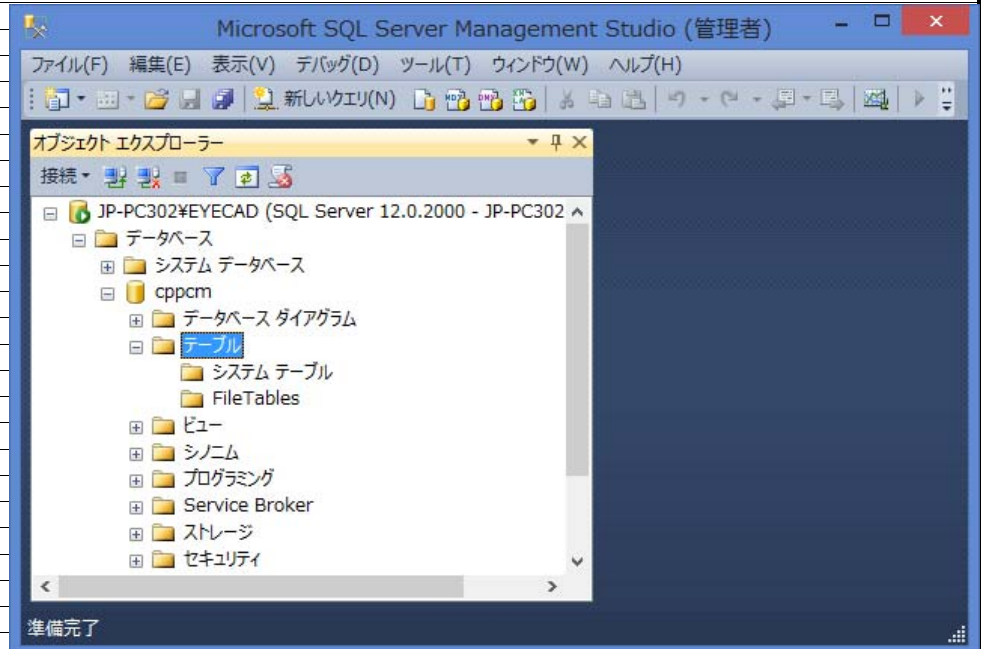 Microsoft SQL Server Management Studio (管理者)
ファイル(F) 編集(E) 表示(V) デバッグ(D) ツール(T) ウィンドウ(W) ヘルプ(H)
新しいクエリ(N)
オブジェクト エクスプローラー
接続
JP-PC302¥EYECAD (SQL Server 12.0.2000 - JP-PC302
データベース
システム データベース
cppcm
データベース ダイアグラム
テーブル
システム テーブル
FileTables
ビュー
シノニム
プログラミング
Service Broker
ストレージ
セキュリティ
準備完了